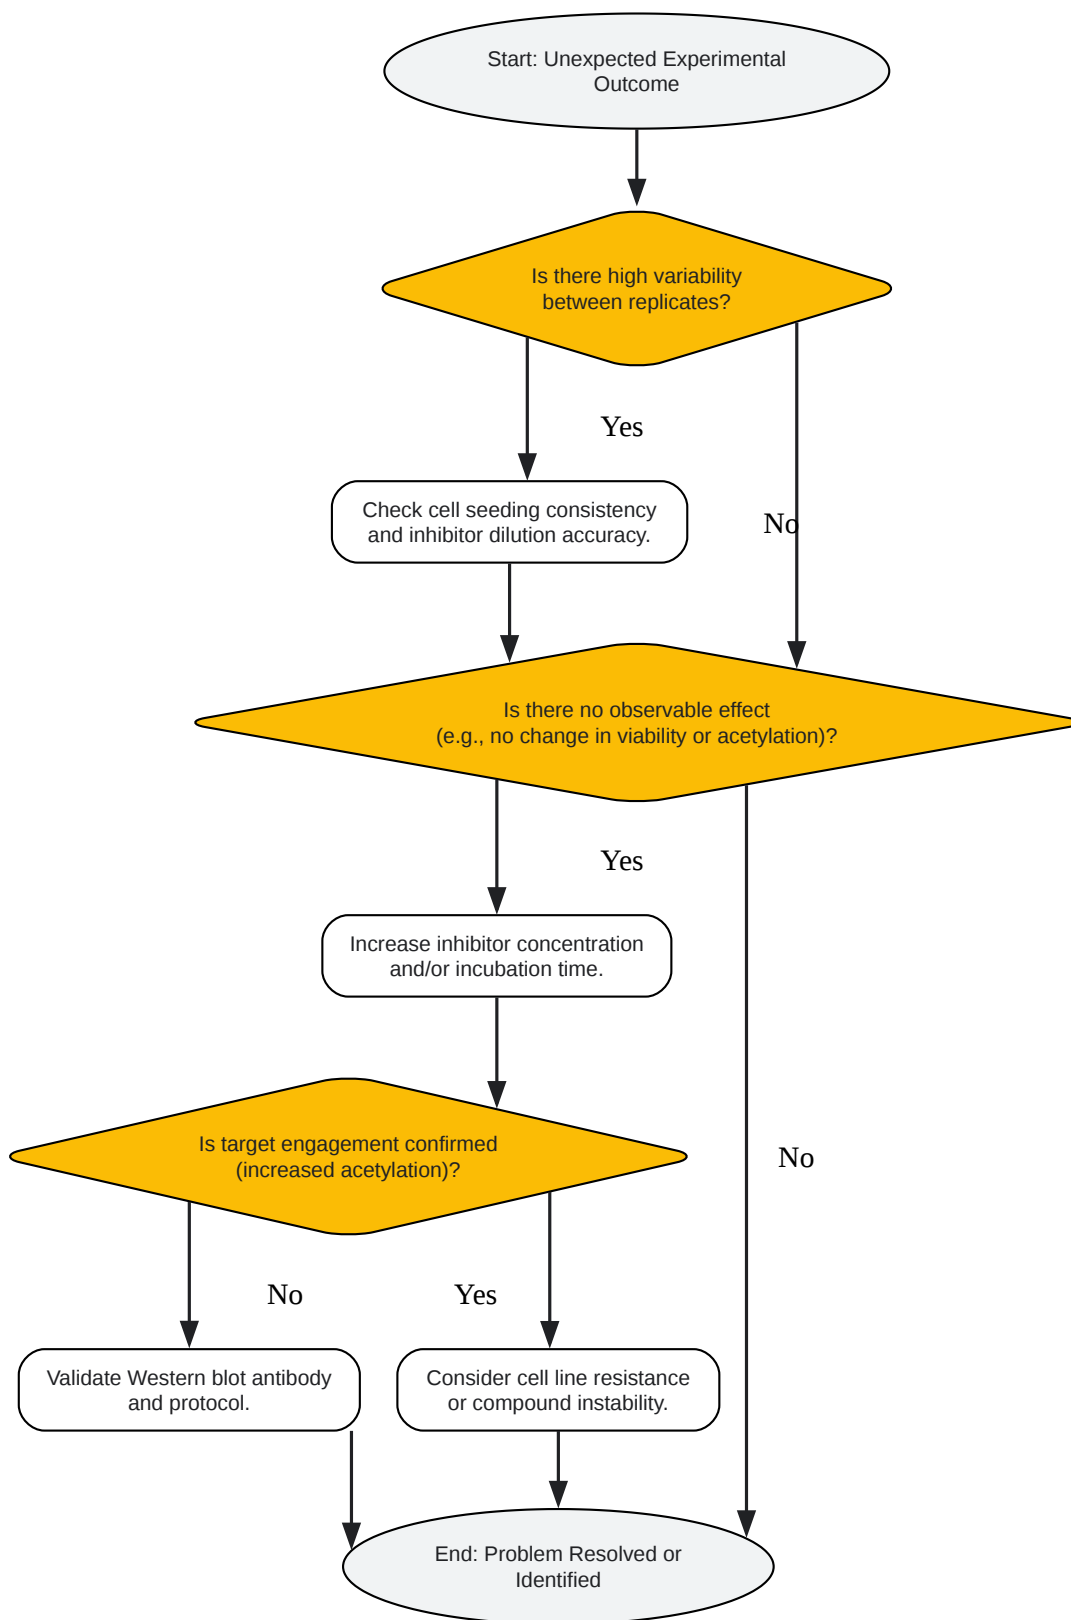 Start: Unexpected Experimental
Outcome
Is there high variability
between replicates?
Yes
Check cell seeding consistency
and inhibitor dilution accuracy.
No
Is there no observable effect
(e.g., no change in viability or acetylation)?
Yes
Increase inhibitor concentration
and/or incubation time.
Is target engagement confirmed
(increased acetylation)?
No
No
Yes
Validate Western blot antibody
and protocol.
Consider cell line resistance
or compound instability.
End: Problem Resolved or
Identified